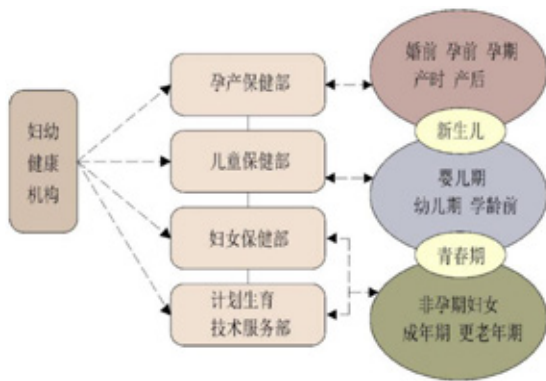 妇幼
健康
机构
孕产保健部
儿童保健部
妇女保健部
计划生育
技术服务部
婚前 孕前 孕期
产时 产后
新生儿
婴儿期
幼儿期 学龄前
青春期
非孕期妇女
成年期 更老年期